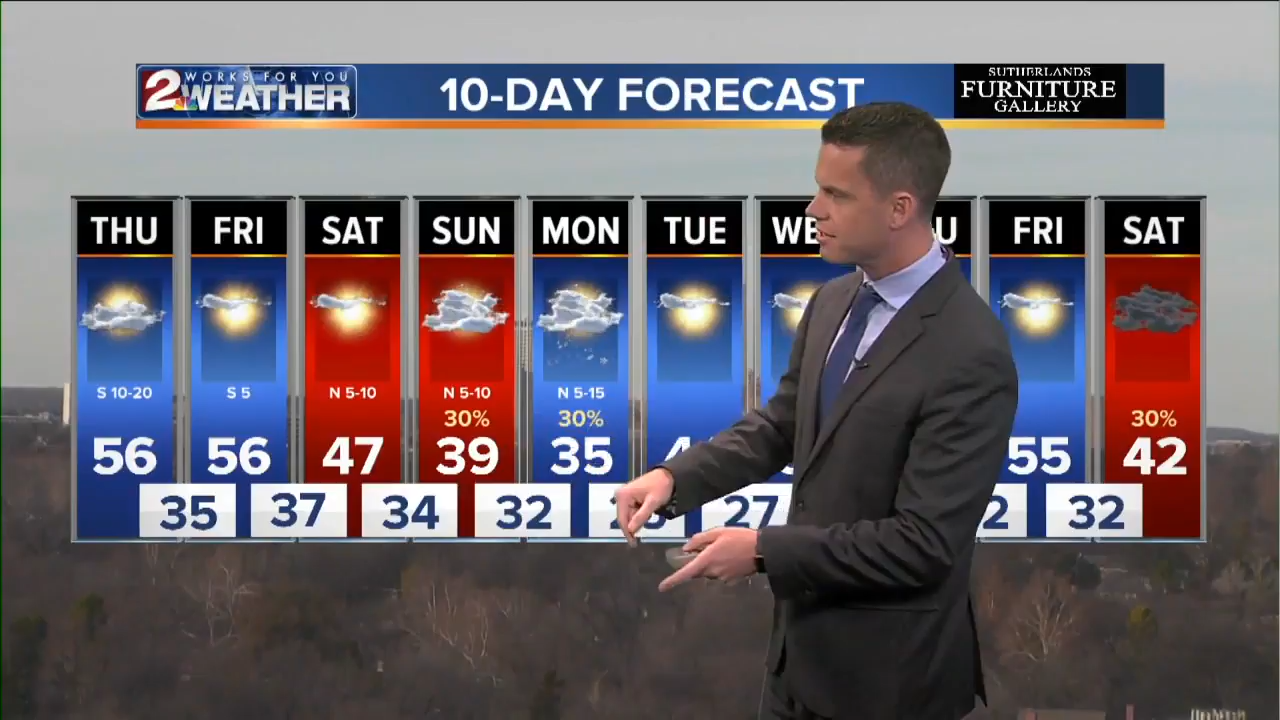 2 WORKS FOR YOU
WEATHER
10-DAY FORECAST
SUTHERLANDS
FURNITURE
GALLERY
THU FRI SAT SUN MON TUE FRI SAT
S 10-20 S 5 N 5-10 N 5-10 N 5-15
30% 30% 30%
56 56 47 39 35 55 42
35 37 34 32 27 32